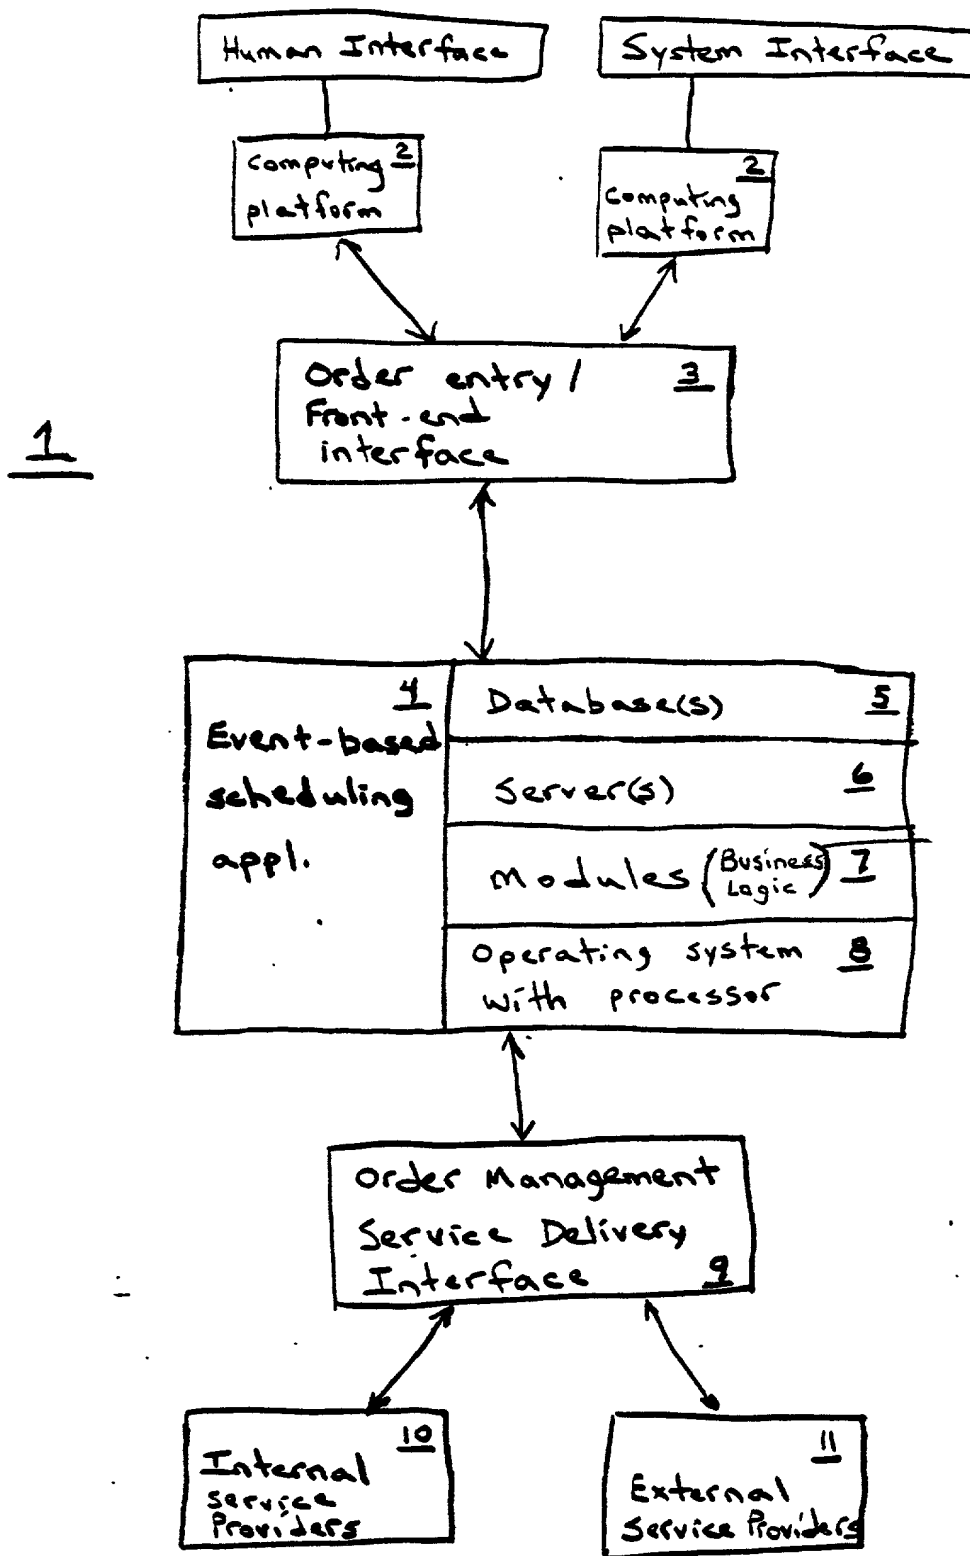 Human Interface
System Interface
computing 2
platform
2
computing
platform
Order entry / 3
Front-end
interface
1
4
Event-based
scheduling
appl.
Database(s) 5
Server(s) 6
Modules (Business Logic) 7
Operating system 8
with processor
Order Management
Service Delivery
Interface 9
10
Internal
service
Providers
11
External
Service Providers